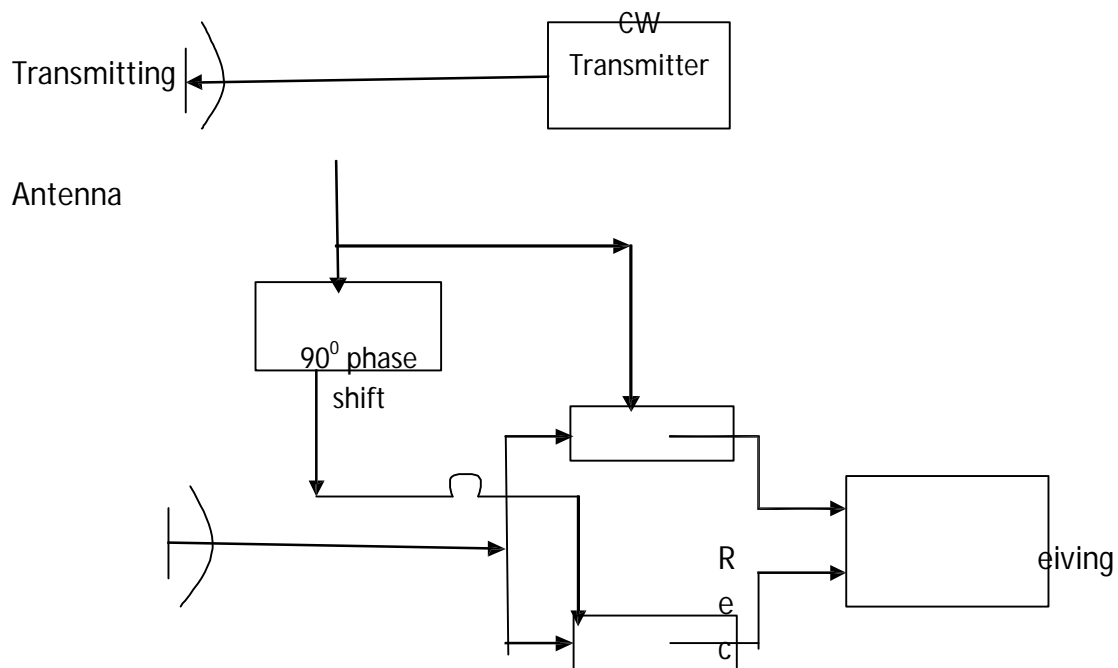 CW
Transmitter
Transmitting
Antenna
90⁰ phase
shift
R
e
c
eiving